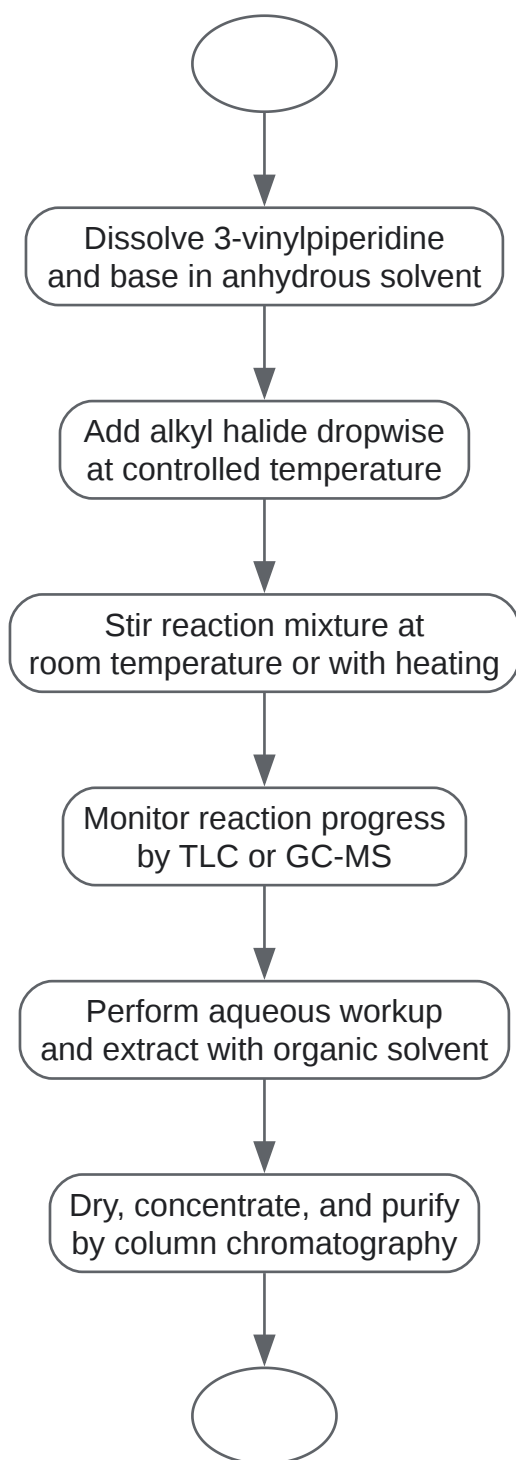 Dissolve 3-vinylpiperidine
and base in anhydrous solvent
Add alkyl halide dropwise
at controlled temperature
Stir reaction mixture at
room temperature or with heating
Monitor reaction progress
by TLC or GC-MS
Perform aqueous workup
and extract with organic solvent
Dry, concentrate, and purify
by column chromatography